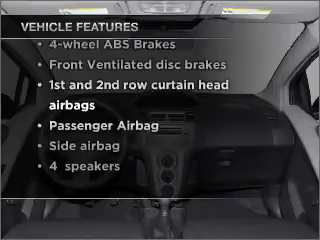 VEHICLE FEATURES
• 4-wheel ABS Brakes
• Front Ventilated disc brakes
• 1st and 2nd row curtain head
airbags
• Passenger Airbag
• Side airbag
• 4 speakers